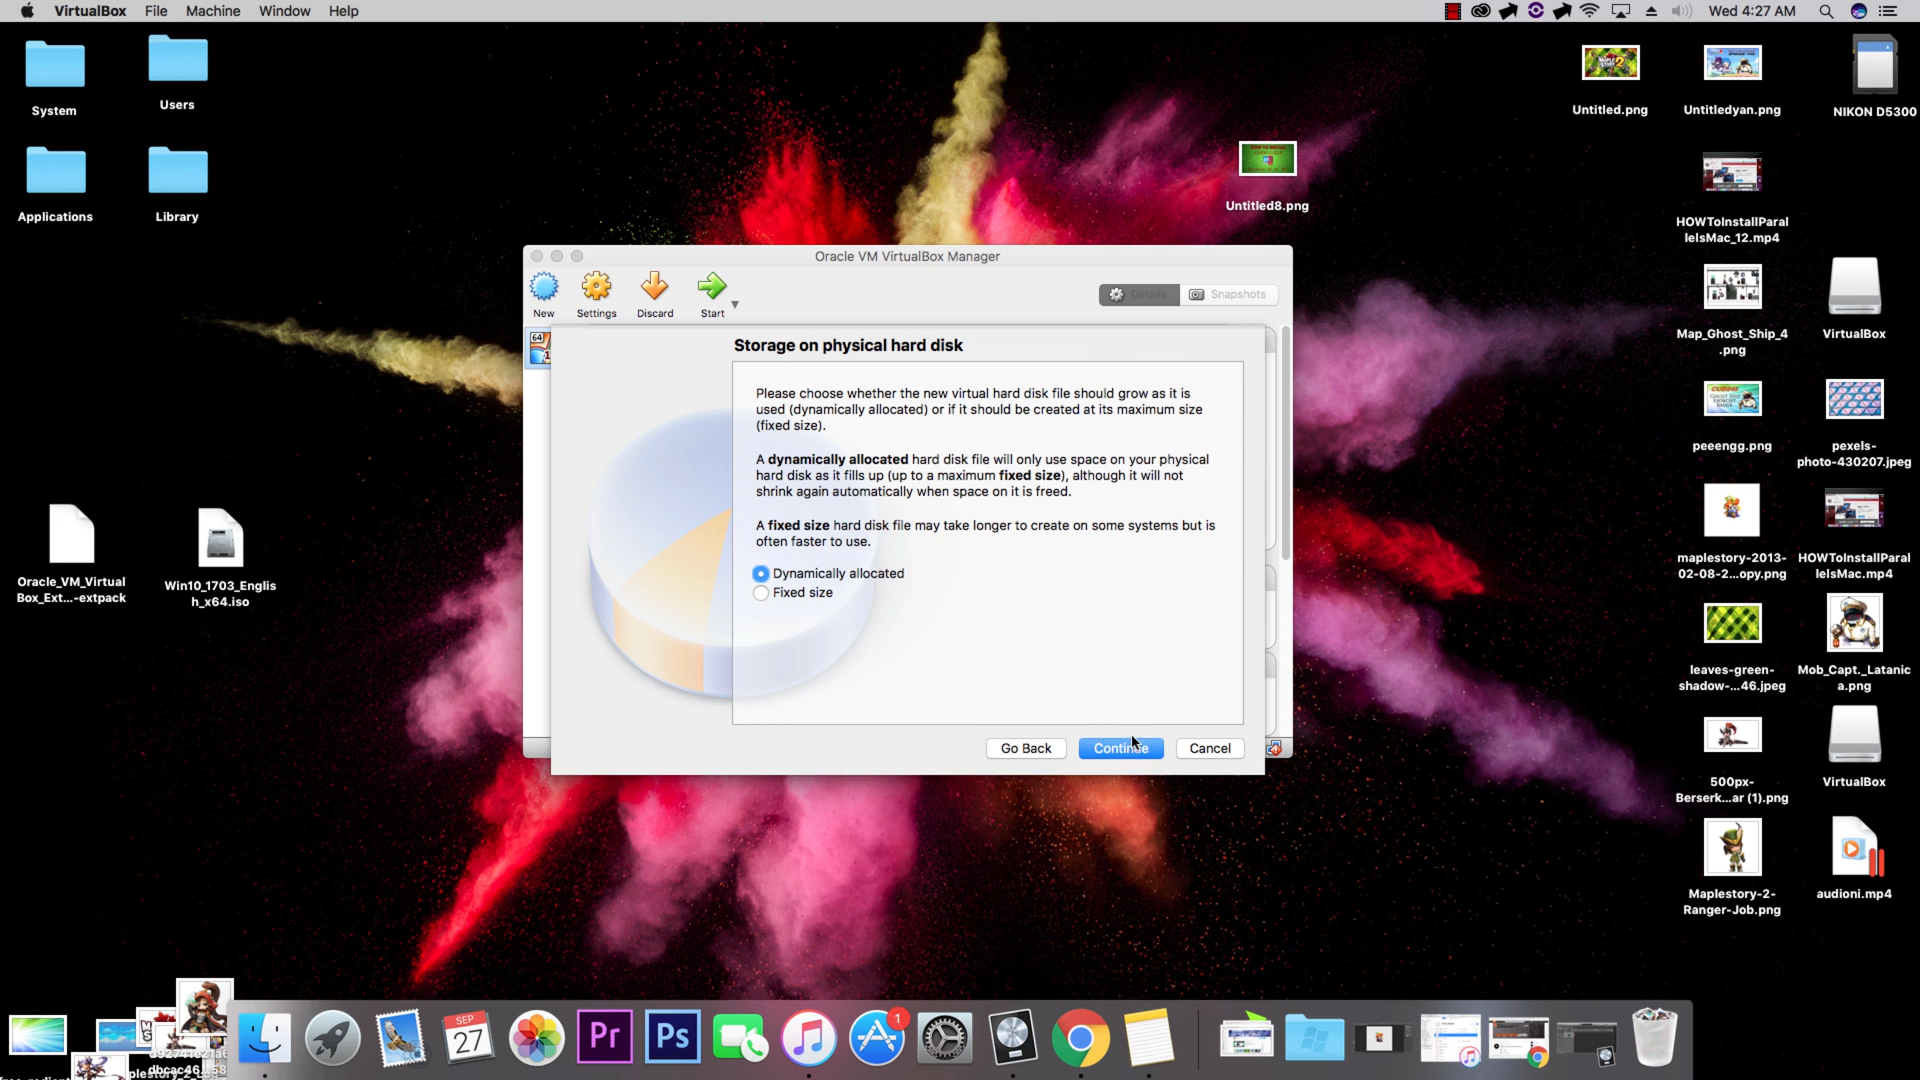 VirtualBox File Machine Window Help
Wed 4:27 AM
System
Users
Applications
Library
Untitled.png
Untitledyan.png
NIKON D5300
Untitled8.png
HOWToInstallParal
lelsMac_12.mp4
Map_Ghost_Ship_4
.png
VirtualBox
peeengg.png
pexels-
photo-430207.jpeg
maplestory-2013-
02-08-2...opy.png
HOWToInstallParal
lelsMac.mp4
leaves-green-
shadow-...46.jpeg
Mob_Capt._Latanic
a.png
500px-
Berserk...ar (1).png
VirtualBox
Maplestory-2-
Ranger-Job.png
audioni.mp4
Oracle_VM_Virtual
Box_Ext...-extpack
Win10_1703_Englis
h_x64.iso
Oracle VM VirtualBox Manager
New
Settings
Discard
Start
Details
Snapshots
64
Storage on physical hard disk
Please choose whether the new virtual hard disk file should grow as it is
used (dynamically allocated) or if it should be created at its maximum size
(fixed size).
A dynamically allocated hard disk file will only use space on your physical
hard disk as it fills up (up to a maximum fixed size), although it will not
shrink again automatically when space on it is freed.
A fixed size hard disk file may take longer to create on some systems but is
often faster to use.
Dynamically allocated
Fixed size
Go Back
Continue
Cancel
SEP
27
Pr
Ps
1